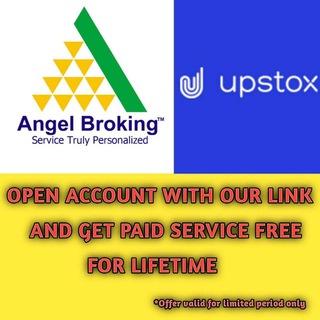 Angel Broking™
Service Truly Personalized
upstox
OPEN ACCOUNT WITH OUR LINK
AND GET PAID SERVICE FREE
FOR LIFETIME
*Offer valid for limited period only